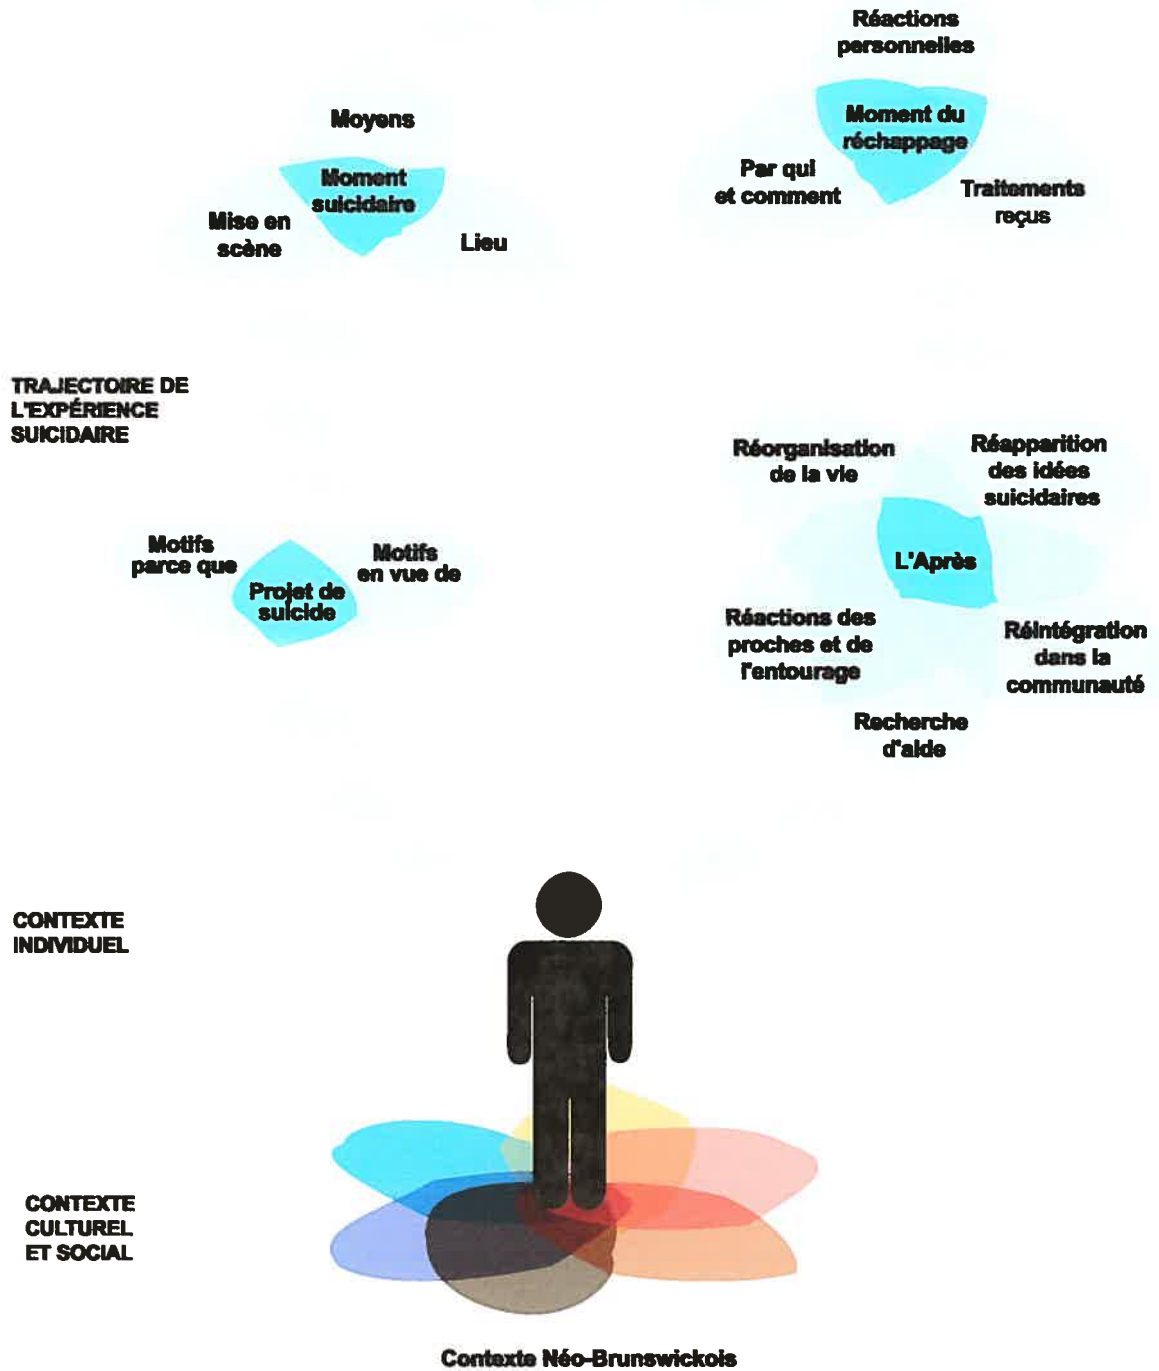 Réactions
personnelles
Moyens
Moment du
réchappage
Moment
suicidaire
Par qui
et comment
Traitements
reçus
Mise en
scène
Lieu
TRAJECTOIRE DE
L'EXPÉRIENCE
SUICIDAIRE
Réorganisation
de la vie
Réapparition
des idées
suicidaires
Motifs
parce que
Motifs
en vue de
Projet de
suicide
L'Après
Réactions des
proches et de
l'entourage
Réintégration
dans la
communauté
Recherche
d'aide
CONTEXTE
INDIVIDUEL
CONTEXTE
CULTUREL
ET SOCIAL
Contexte Néo-Brunswickois